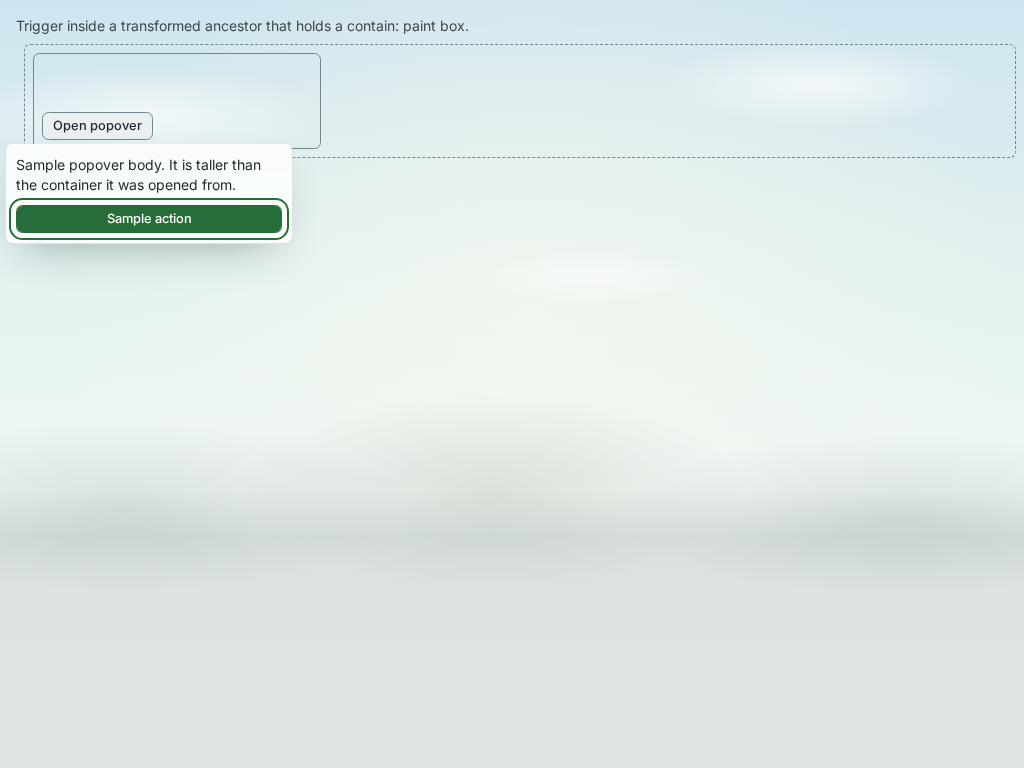 Trigger inside a transformed ancestor that holds a contain: paint box.
Open popover
Sample popover body. It is taller than
the container it was opened from.
Sample action